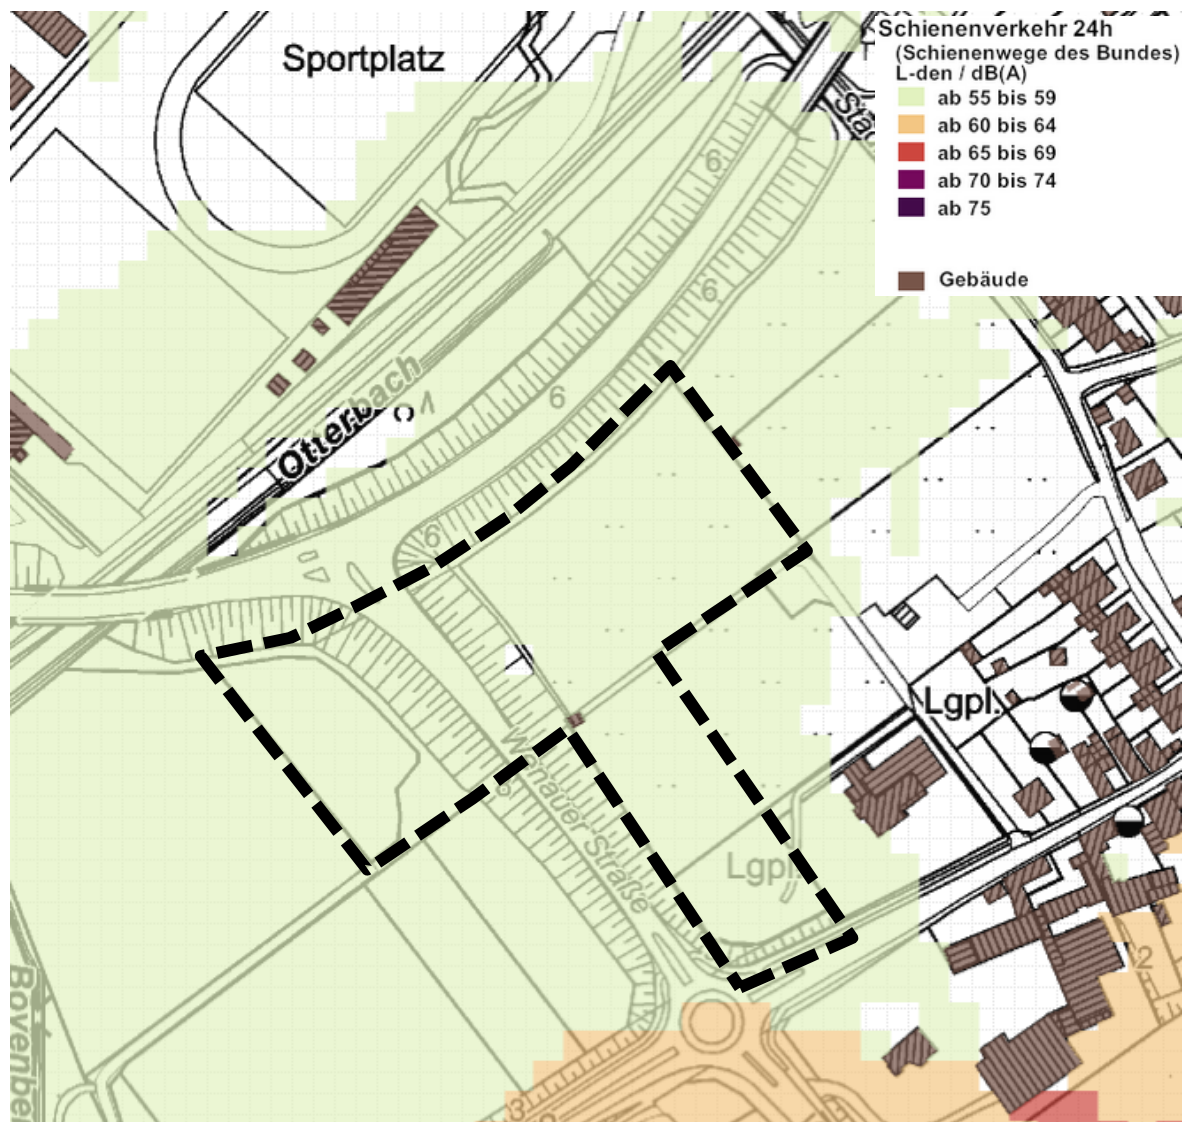 Schienenverkehr 24h
(Schienenwege des Bundes)
L-den / dB(A)
ab 55 bis 59
ab 60 bis 64
ab 65 bis 69
ab 70 bis 74
ab 75
Gebäude
Sportplatz
6
6
6
Otterbach
6
Lgpl.
Straße
Lgpl.
2
3